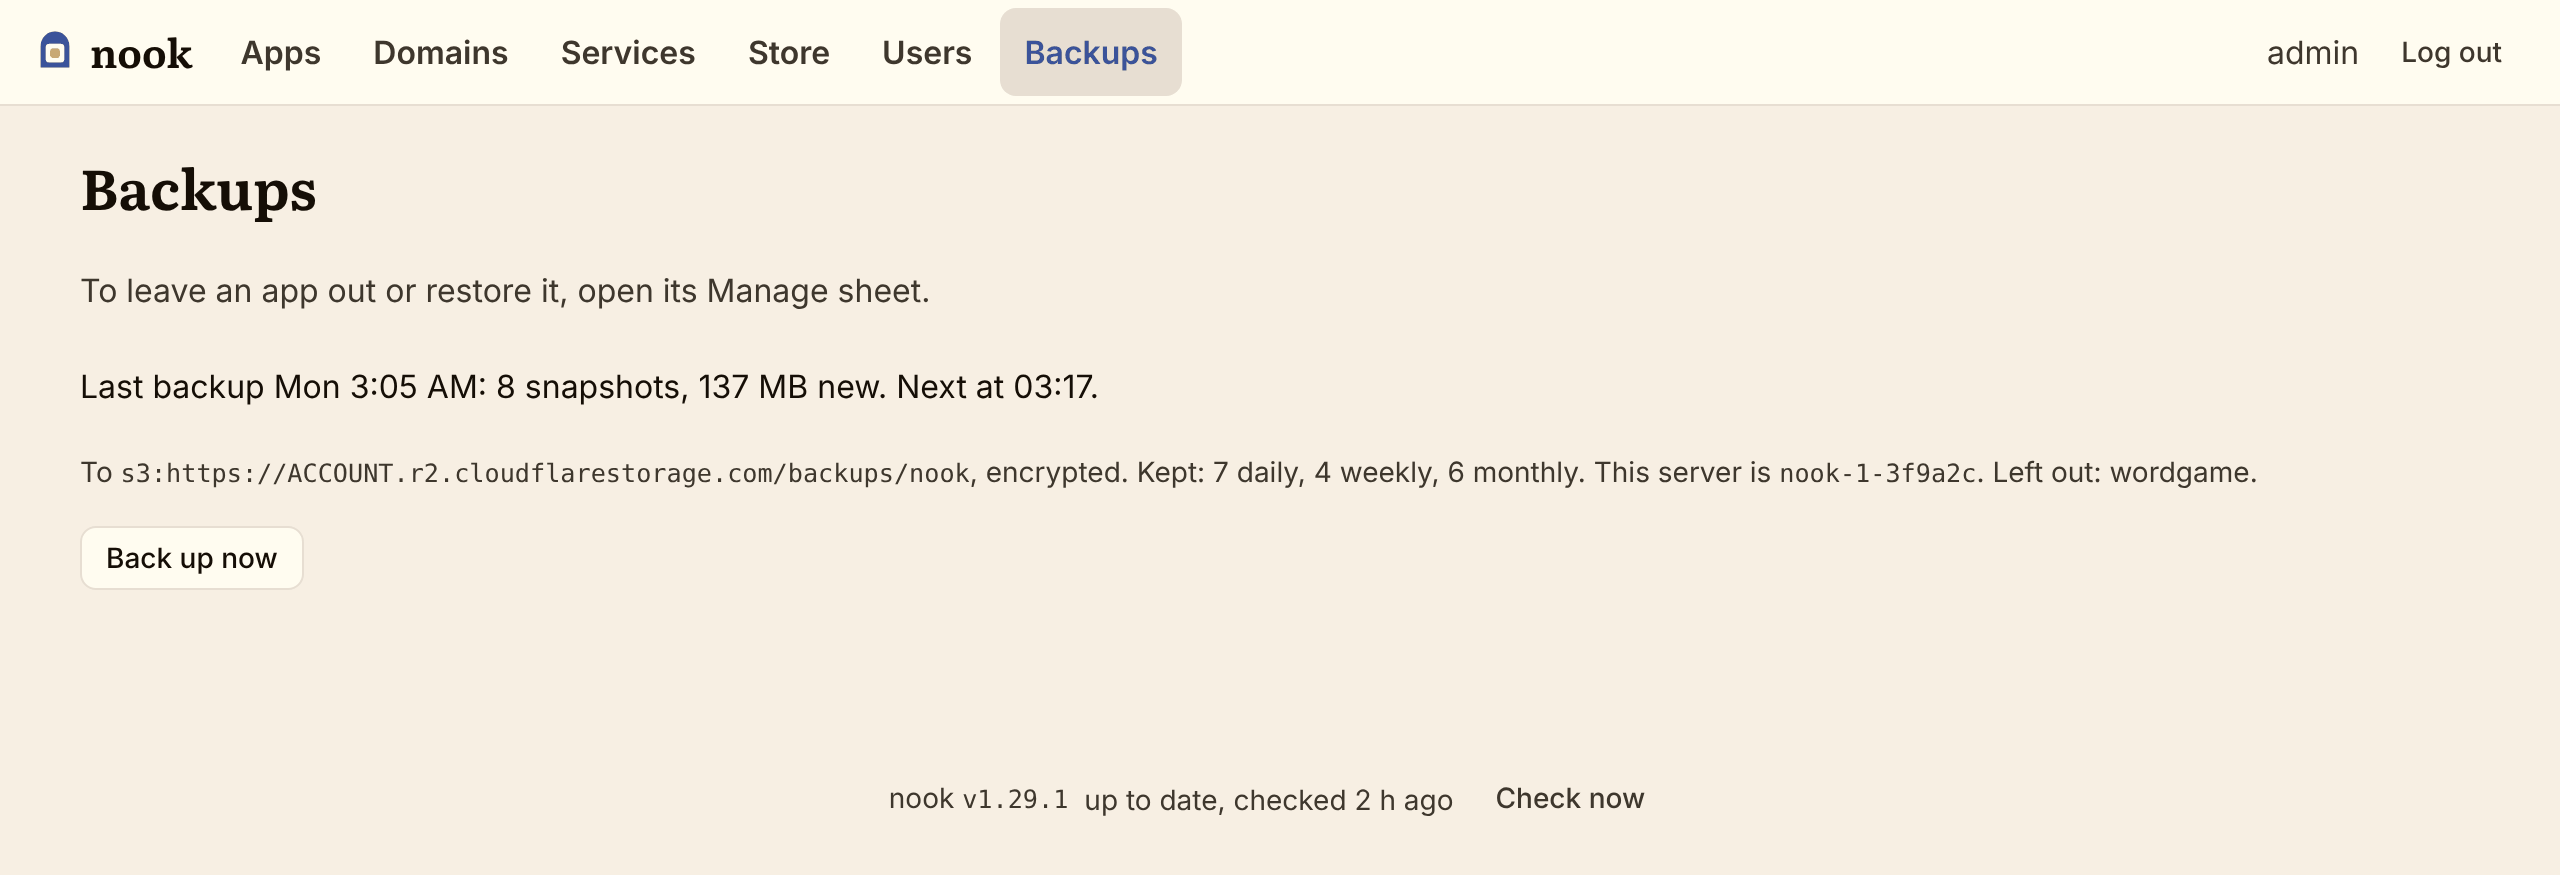 nook Apps Domains Services Store Users Backups admin Log out
Backups
To leave an app out or restore it, open its Manage sheet.
Last backup Mon 3:05 AM: 8 snapshots, 137 MB new. Next at 03:17.
To s3:https://ACCOUNT.r2.cloudflarestorage.com/backups/nook, encrypted. Kept: 7 daily, 4 weekly, 6 monthly. This server is nook-1-3f9a2c. Left out: wordgame.
Back up now
nook v1.29.1 up to date, checked 2 h ago Check now